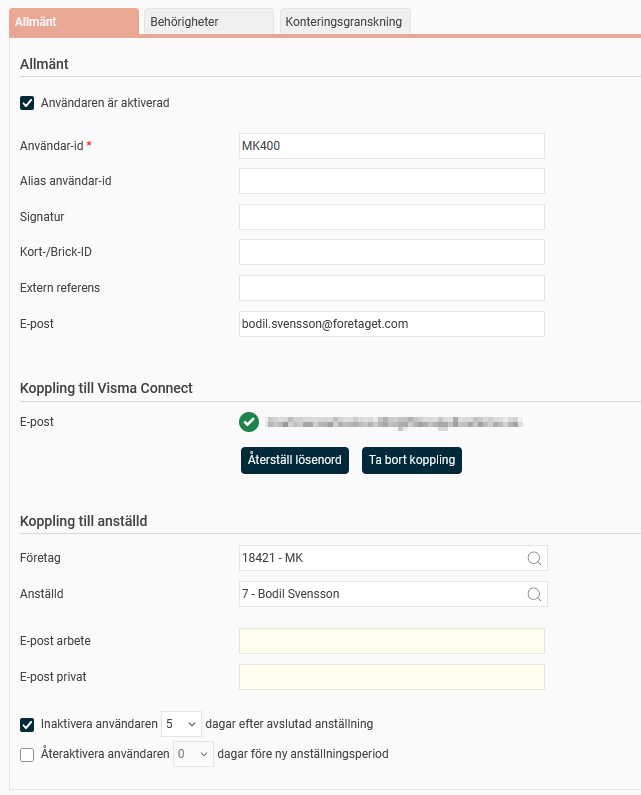 Allmänt Behörigheter Konteringsgranskning
Allmänt
Användaren är aktiverad
Användar-id * MK400
Alias användar-id
Signatur
Kort-/Brick-ID
Extern referens
E-post bodil.svensson@foretaget.com
Koppling till Visma Connect
E-post
Återställ lösenord Ta bort koppling
Koppling till anställd
Företag 18421 - MK
Anställd 7 - Bodil Svensson
E-post arbete
E-post privat
Inaktivera användaren 5 dagar efter avslutad anställning
Återaktivera användaren 0 dagar före ny anställningsperiod